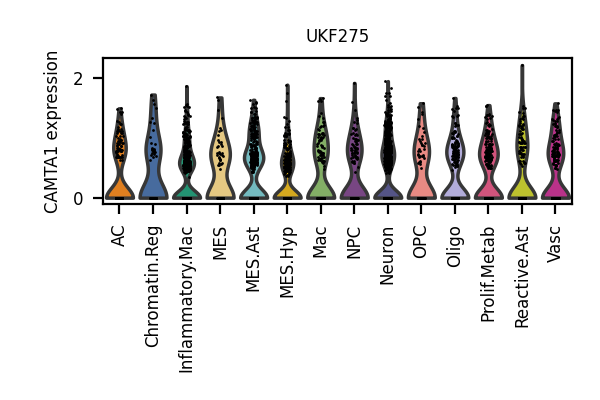 UKF275
CAMTA1 expression
2
0
AC
Chromatin.Reg
Inflammatory.Mac
MES
MES.Ast
MES.Hyp
Mac
NPC
Neuron
OPC
Oligo
Prolif.Metab
Reactive.Ast
Vasc